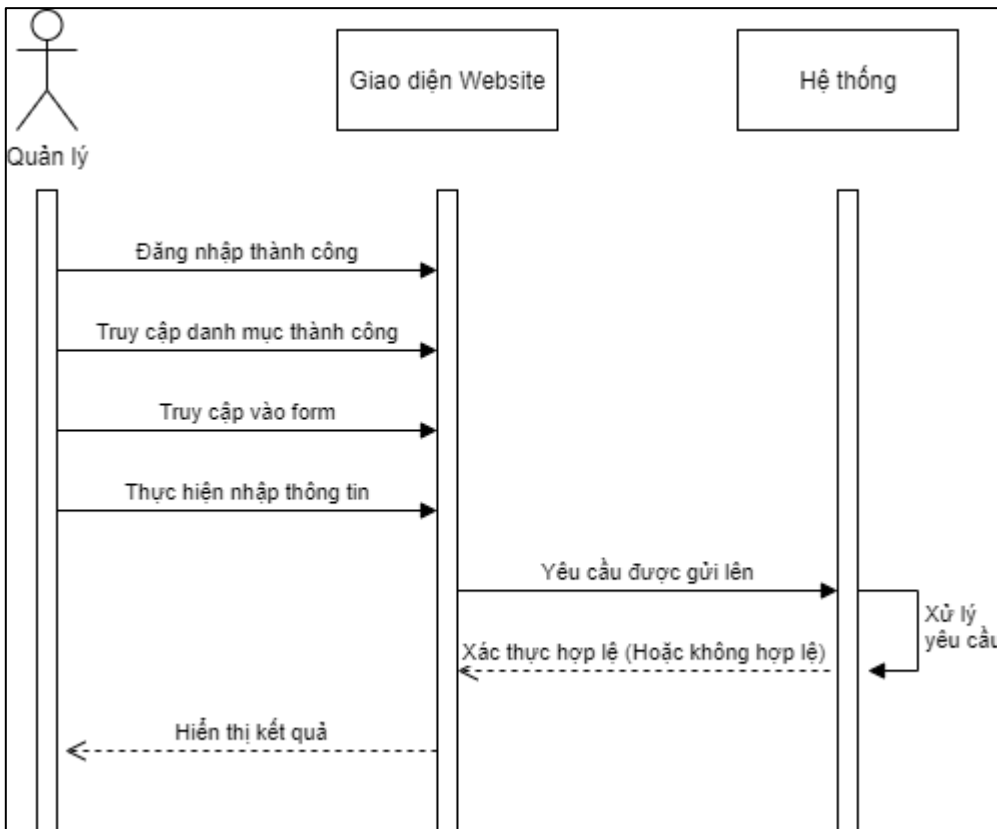 Giao diện Website
Hệ thống
Quản lý
Đăng nhập thành công
Truy cập danh mục thành công
Truy cập vào form
Thực hiện nhập thông tin
Yêu cầu được gửi lên
Xử lý
yêu cầu
Xác thực hợp lệ (Hoặc không hợp lệ)
Hiển thị kết quả